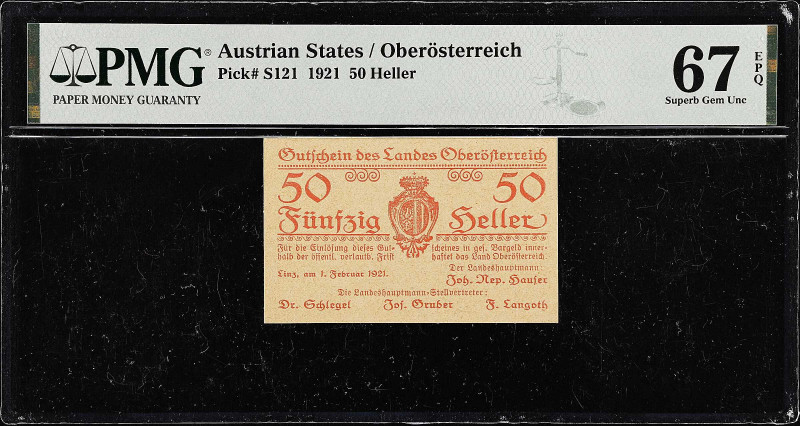 PMG® Austrian States / Oberösterreich
Pick# S121 1921 50 Heller
PAPER MONEY GUARANTY
67 EPQ
Superb Gem Unc
Gutschein des Landes Oberösterreich
50 50
Fünfzig Heller
Für die Einlösung dieses Gut-scheines in ges. Bargeld inner-
halb der öffentl. verlautb. Frist haftet das Land Oberösterreich
Linz, am 1. Februar 1921. Der Landeshauptmann:
Joh. Nep. Hauser
Die Landeshauptmann-Stellvertreter:
Dr. Schlegel Jos. Gruber F. Langoth